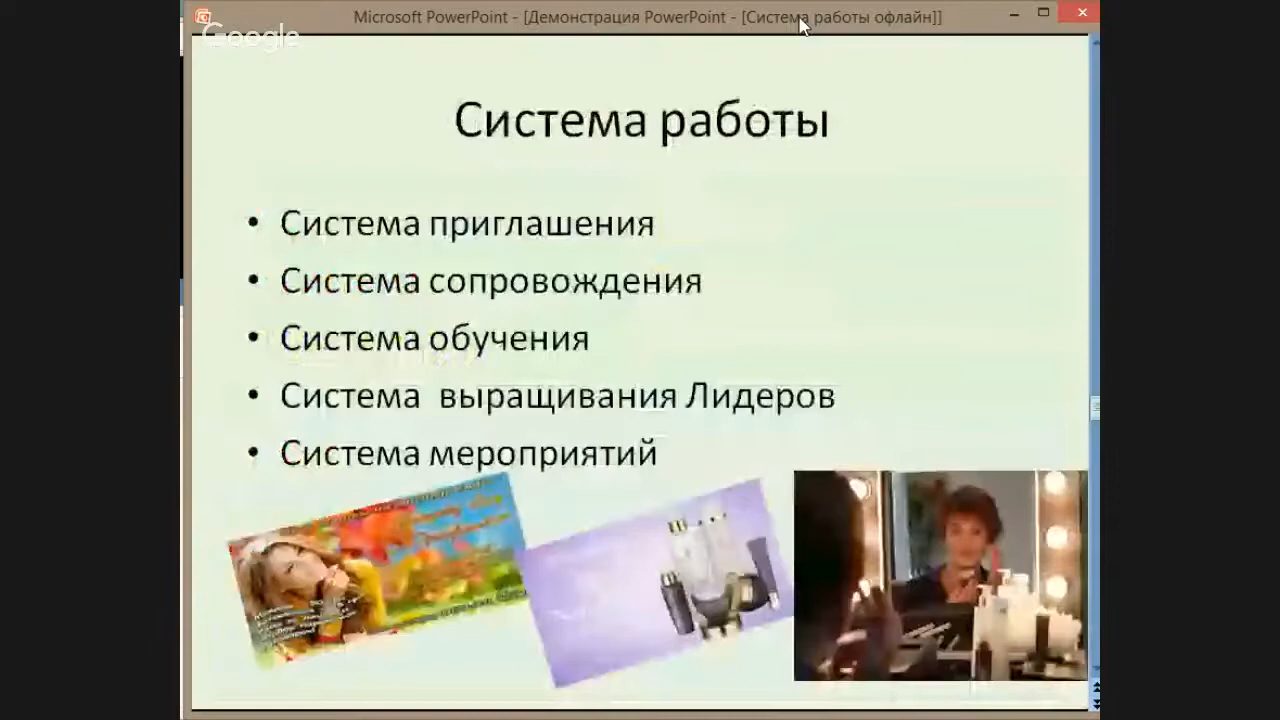 Microsoft PowerPoint - [Демонстрация PowerPoint - [Система работы офлайн]]
Google
Система работы
• Система приглашения
• Система сопровождения
• Система обучения
• Система  выращивания Лидеров
• Система мероприятий